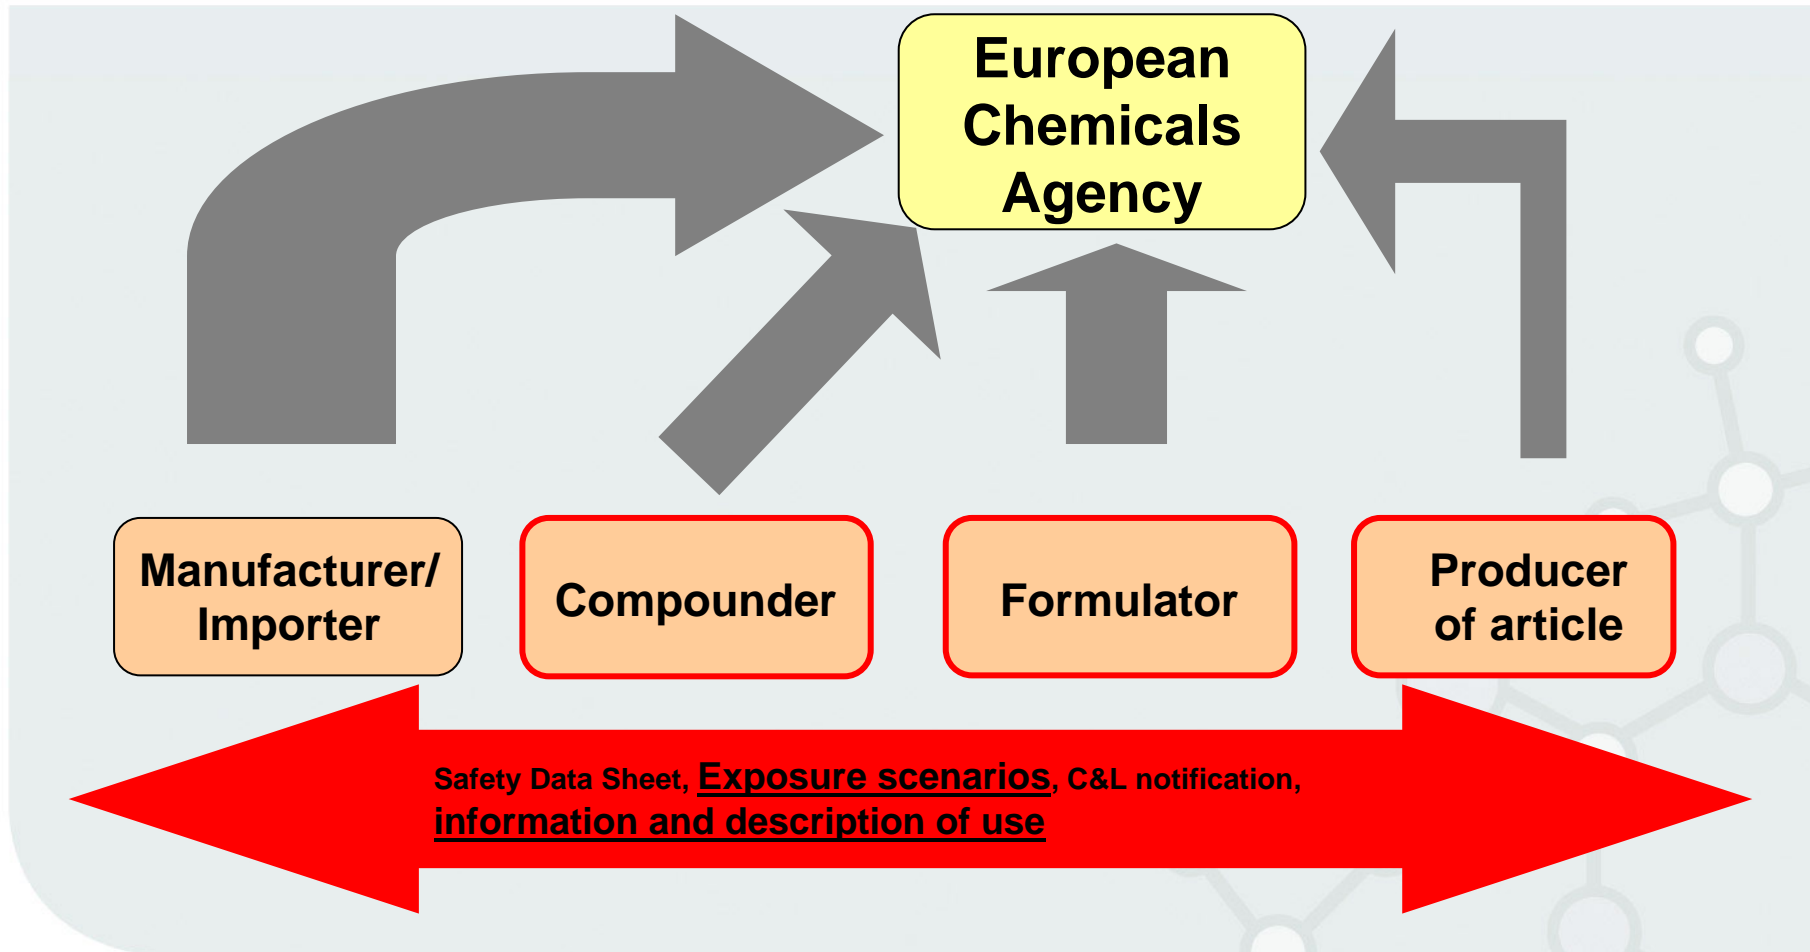 European
Chemicals
Agency
Manufacturer/
Importer
Compounder
Formulator
Producer
of article
Safety Data Sheet, Exposure scenarios, C&L notification,
information and description of use